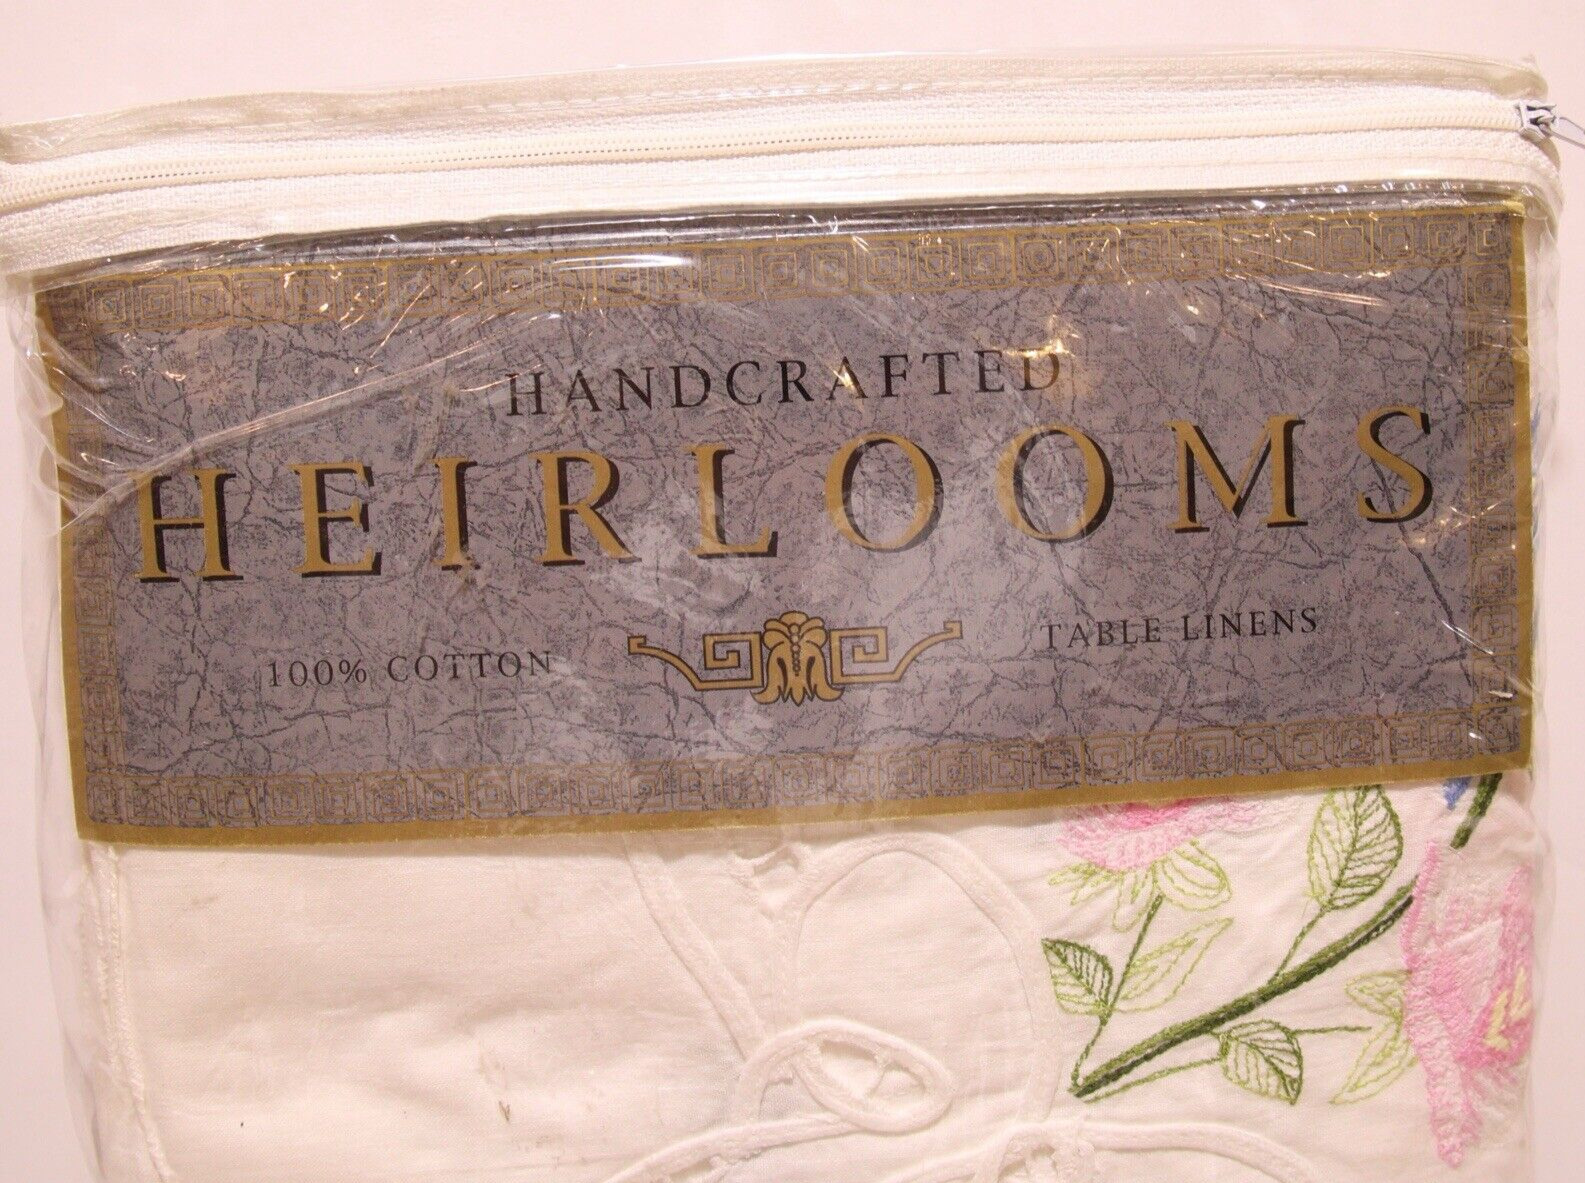 HANDCRAFTED
HEIRLOOMS
100% COTTON
TABLE LINENS